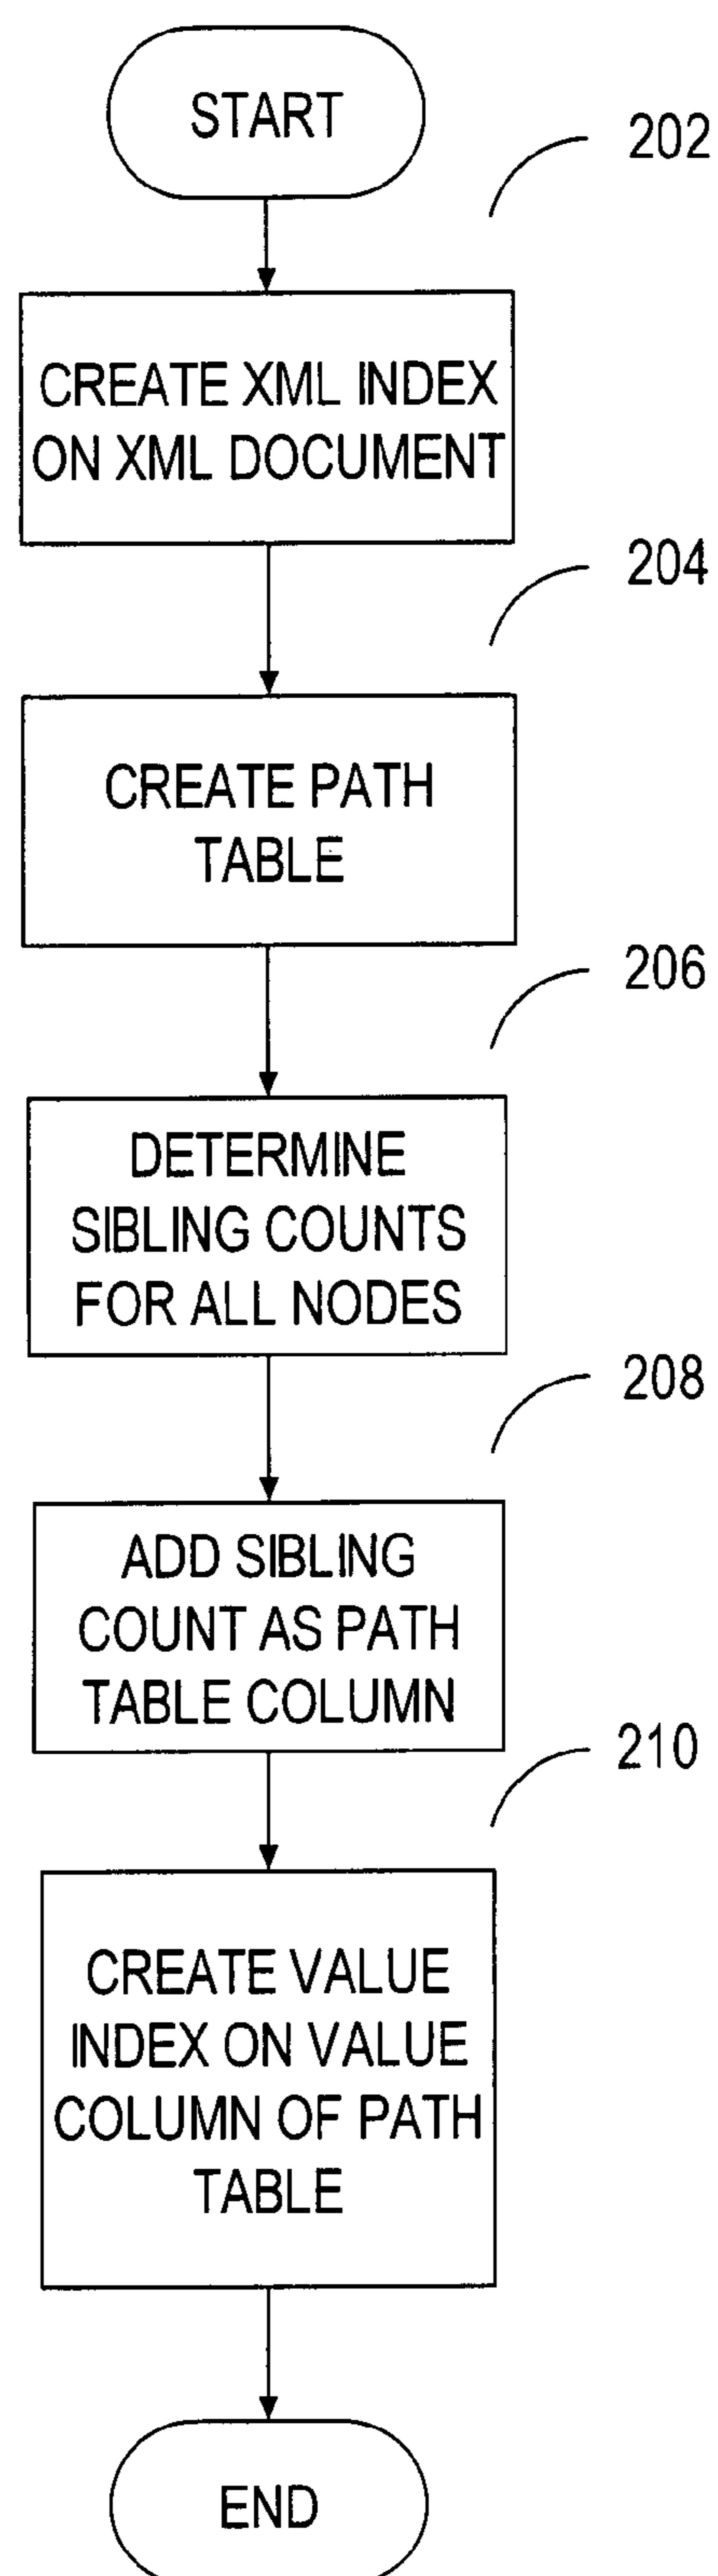 START
202
CREATE XML INDEX
ON XML DOCUMENT
204
CREATE PATH
TABLE
206
DETERMINE
SIBLING COUNTS
FOR ALL NODES
208
ADD SIBLING
COUNT AS PATH
TABLE COLUMN
210
CREATE VALUE
INDEX ON VALUE
COLUMN OF PATH
TABLE
END